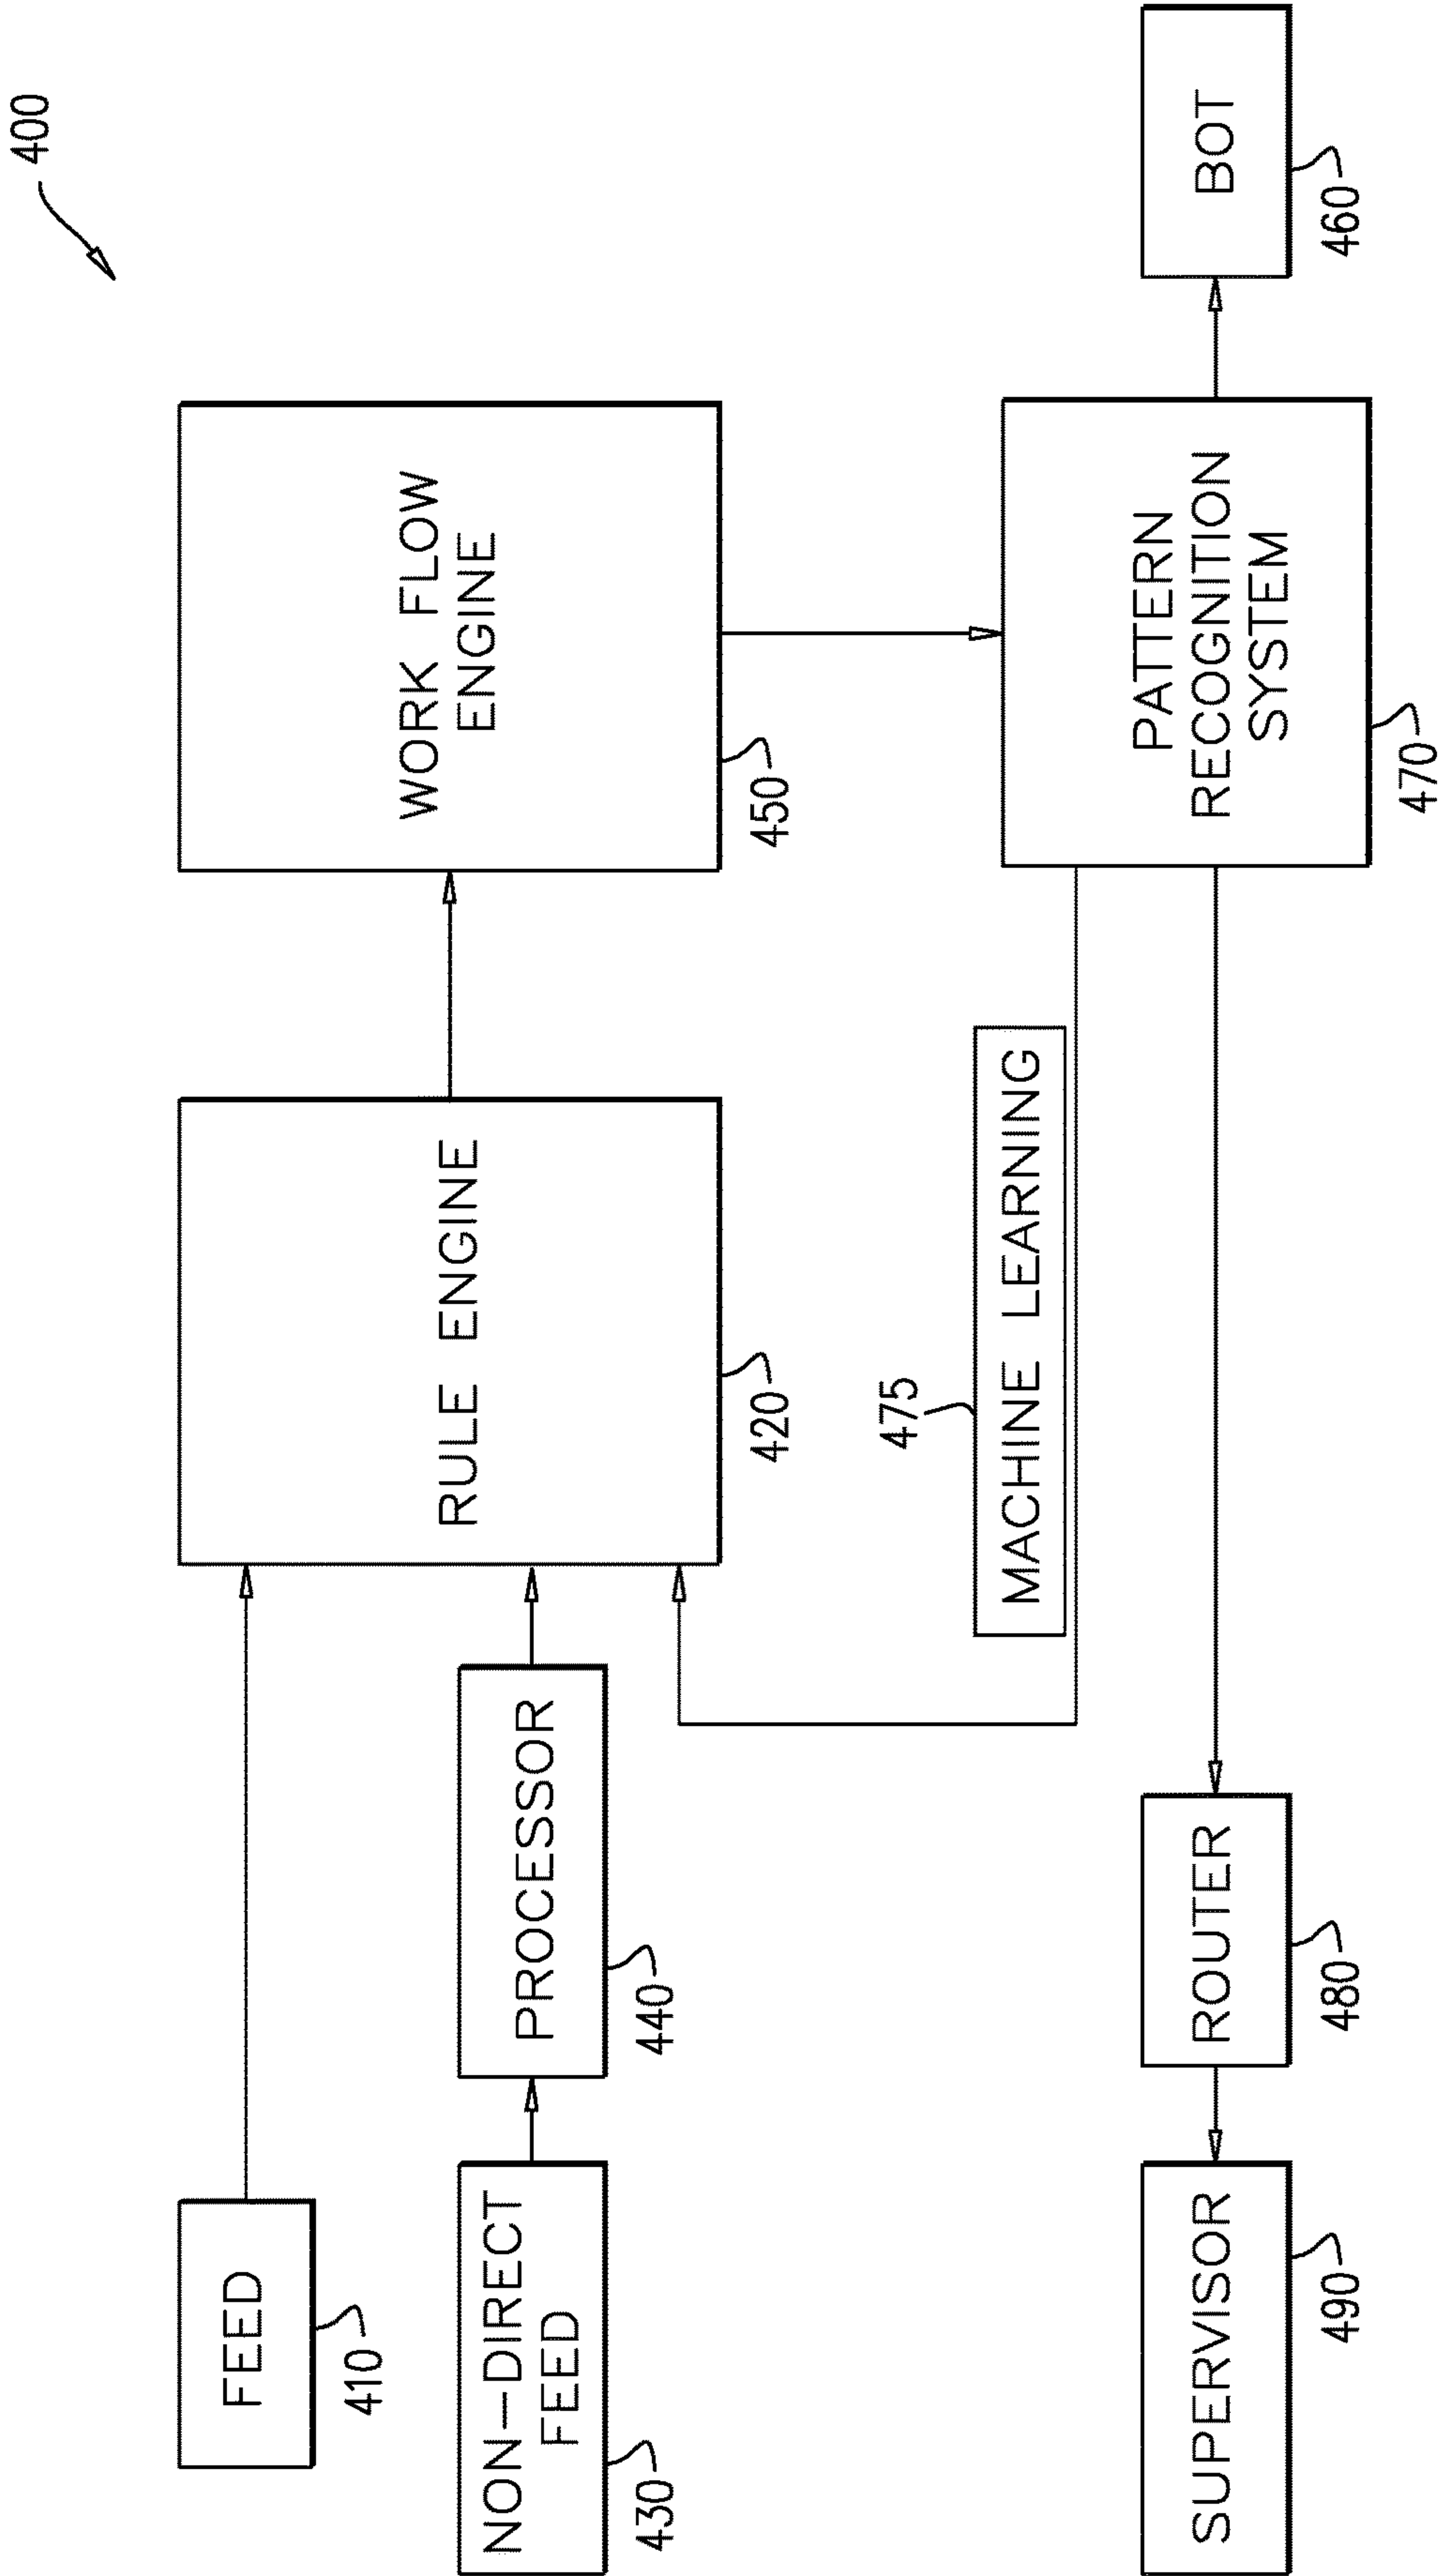 400
FEED
410
NON-DIRECT
FEED
430
PROCESSOR
440
RULE ENGINE
420
WORK FLOW
ENGINE
450
475
MACHINE LEARNING
SUPERVISOR
490
ROUTER
480
PATTERN
RECOGNITION
SYSTEM
470
BOT
460